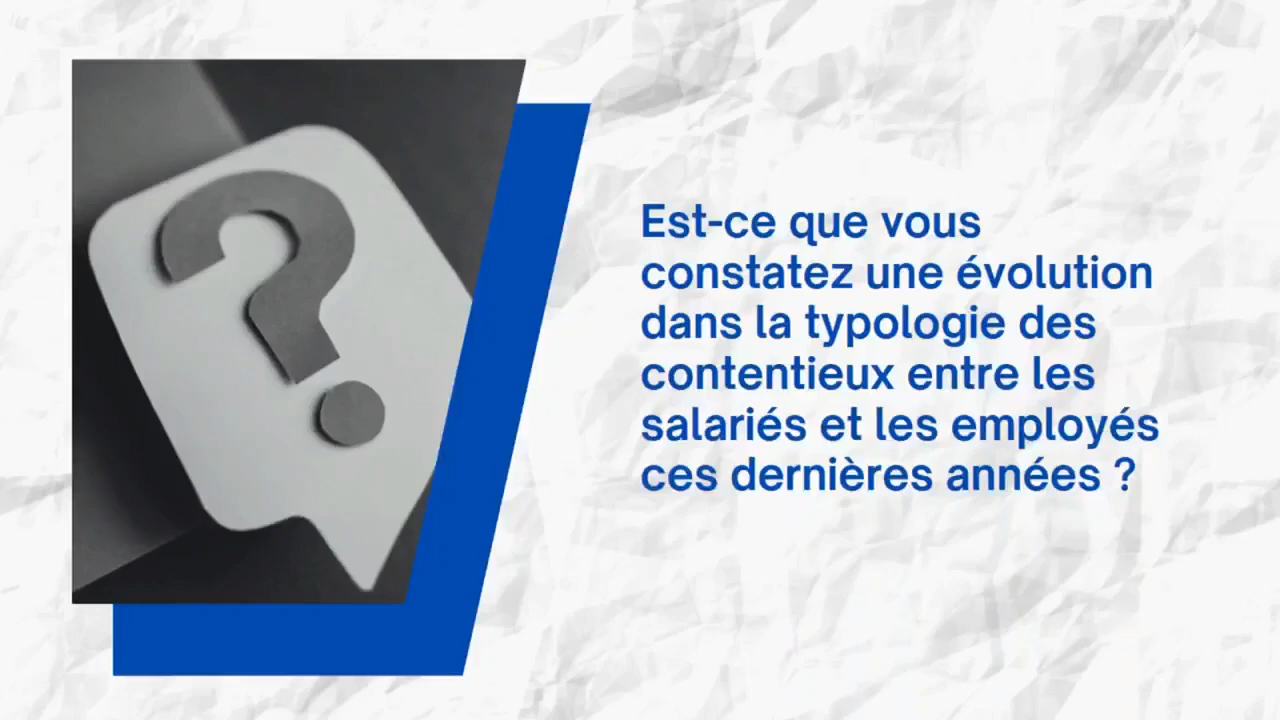 Est-ce que vous
constatez une évolution
dans la typologie des
contentieux entre les
salariés et les employés
ces dernières années ?